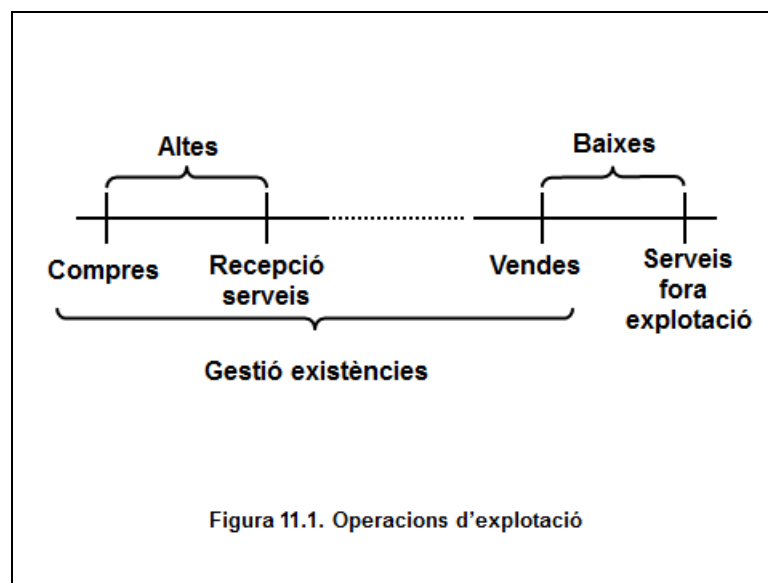 Altes
Baixes
Compres
Recepció
serveis
Vendes
Serveis
fora
explotació
Gestió existències
Figura 11.1. Operacions d'explotació